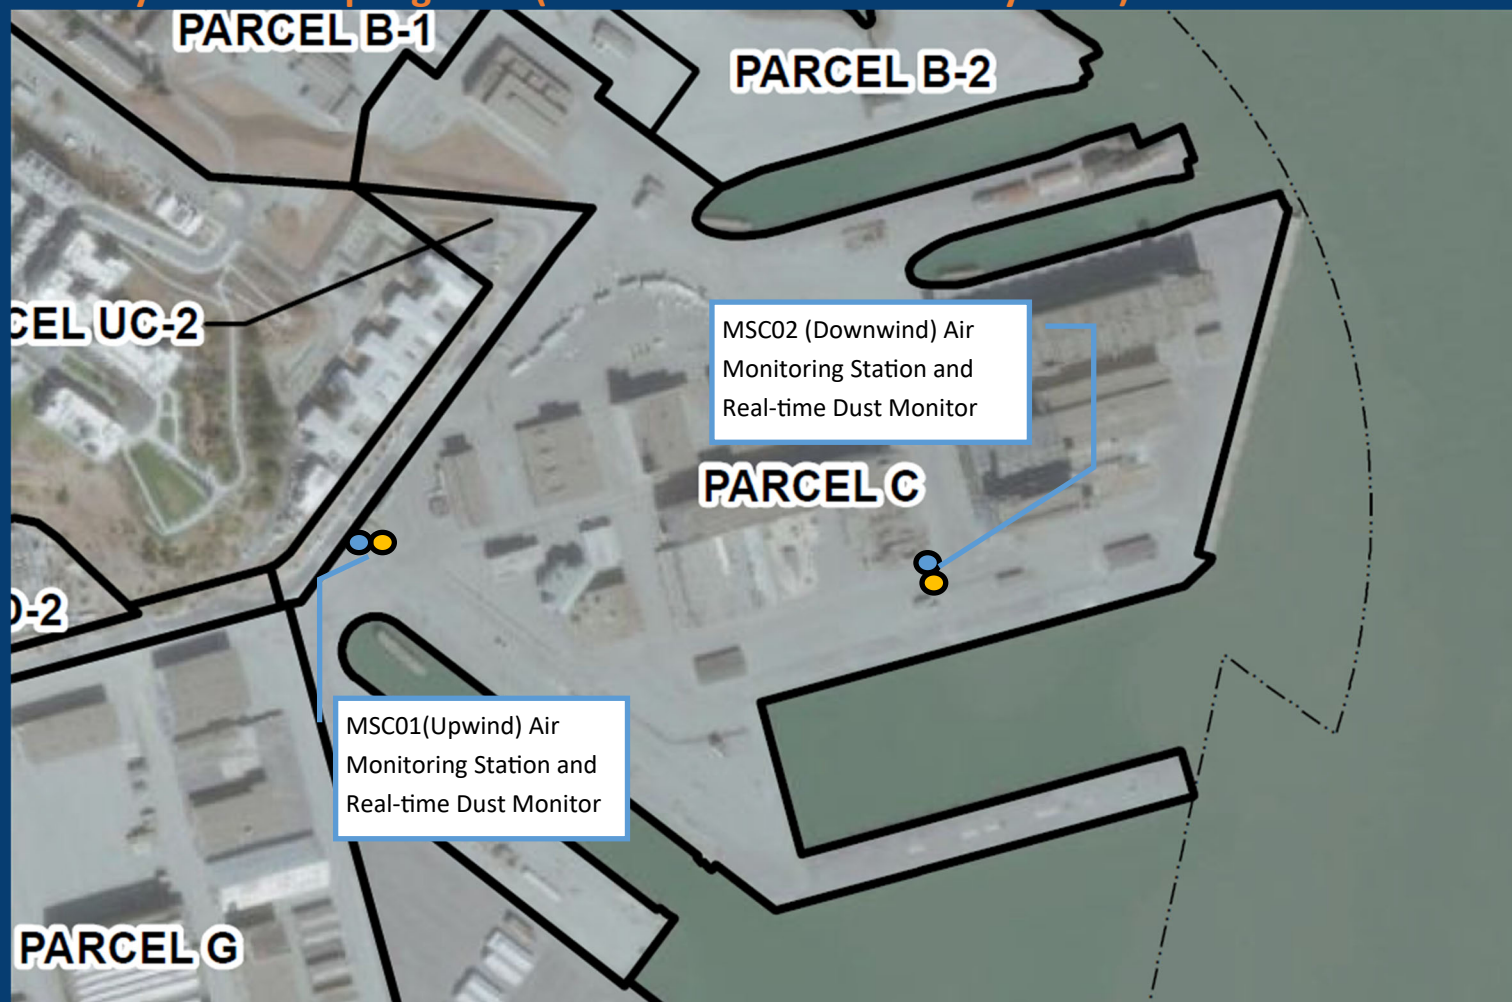 PARCEL B-1
PARCEL B-2
CEL UC-2
MSC02 (Downwind) Air
Monitoring Station and
Real-time Dust Monitor
PARCEL C
D-2
MSC01(Upwind) Air
Monitoring Station and
Real-time Dust Monitor
PARCEL G